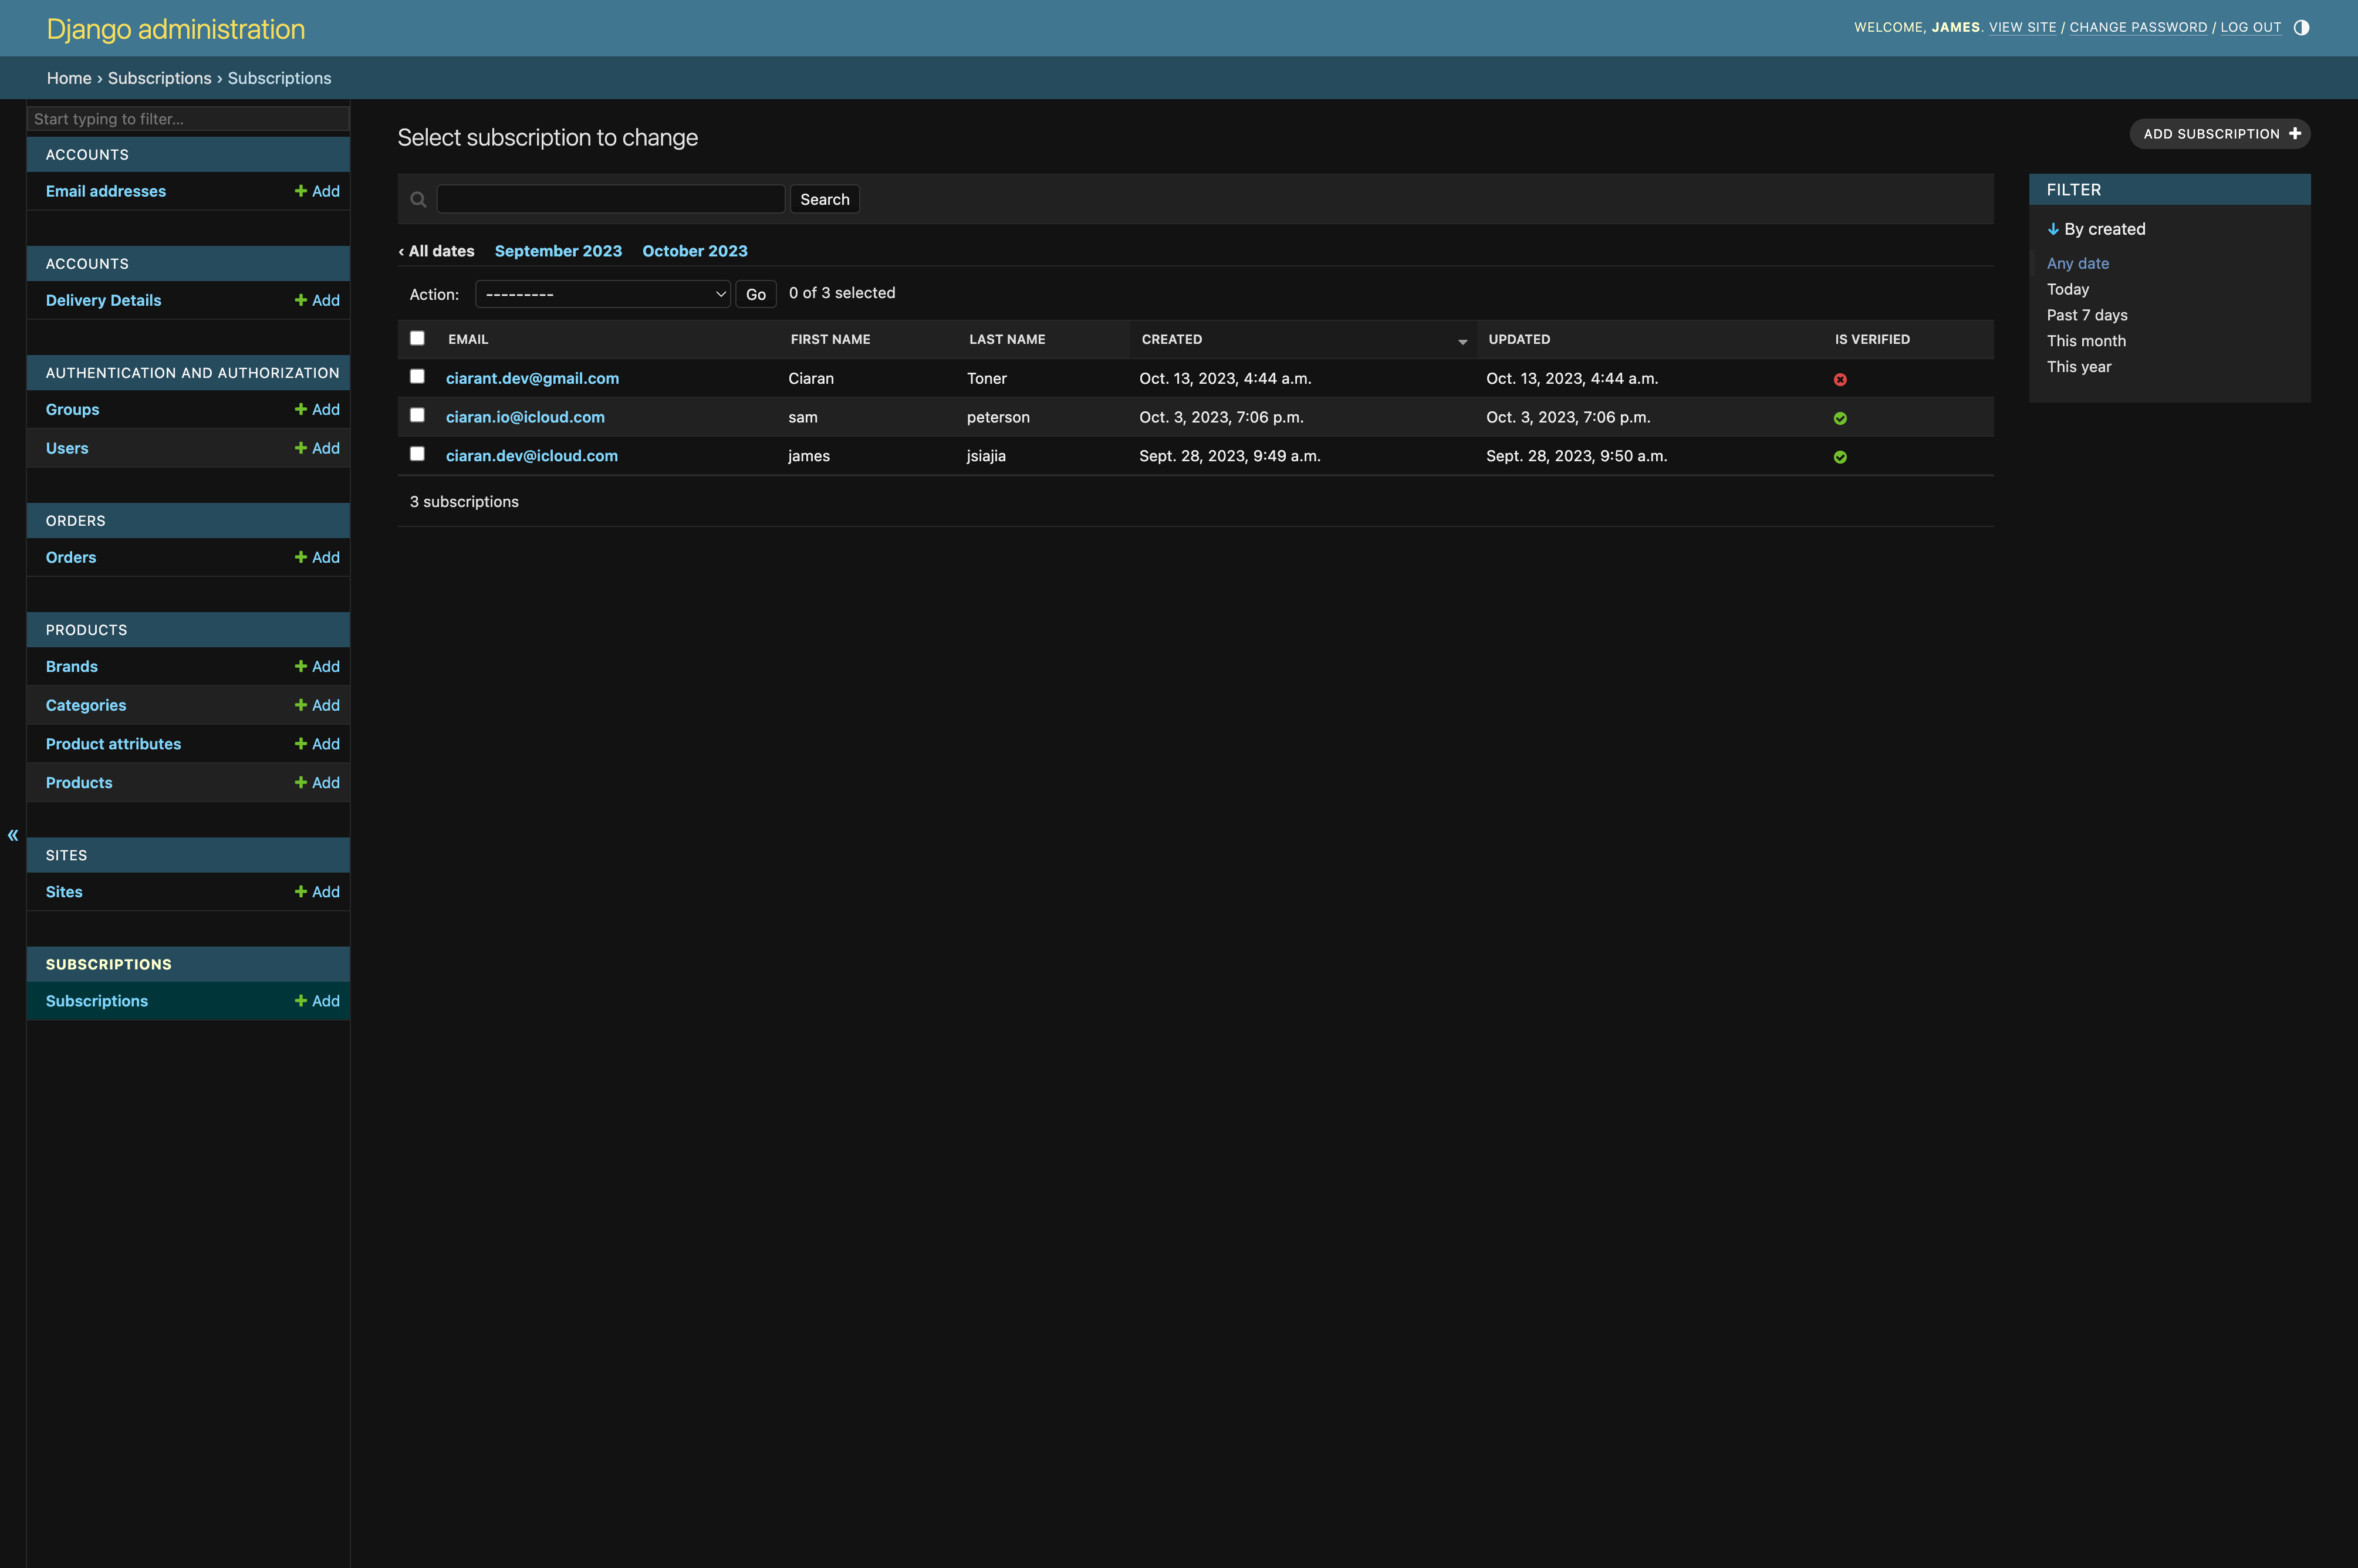 Django administration
WELCOME, JAMES. VIEW SITE / CHANGE PASSWORD / LOG OUT
Home › Subscriptions › Subscriptions
Start typing to filter...
ACCOUNTS
Email addresses + Add
ACCOUNTS
Delivery Details + Add
AUTHENTICATION AND AUTHORIZATION
Groups + Add
Users + Add
ORDERS
Orders + Add
PRODUCTS
Brands + Add
Categories + Add
Product attributes + Add
Products + Add
SITES
Sites + Add
SUBSCRIPTIONS
Subscriptions + Add
«
Select subscription to change
ADD SUBSCRIPTION +
Search
‹ All dates September 2023 October 2023
Action: --------- Go 0 of 3 selected
EMAIL FIRST NAME LAST NAME CREATED UPDATED IS VERIFIED
ciarant.dev@gmail.com Ciaran Toner Oct. 13, 2023, 4:44 a.m. Oct. 13, 2023, 4:44 a.m.
ciaran.io@icloud.com sam peterson Oct. 3, 2023, 7:06 p.m. Oct. 3, 2023, 7:06 p.m.
ciaran.dev@icloud.com james jsiajia Sept. 28, 2023, 9:49 a.m. Sept. 28, 2023, 9:50 a.m.
3 subscriptions
FILTER
↓ By created
Any date
Today
Past 7 days
This month
This year